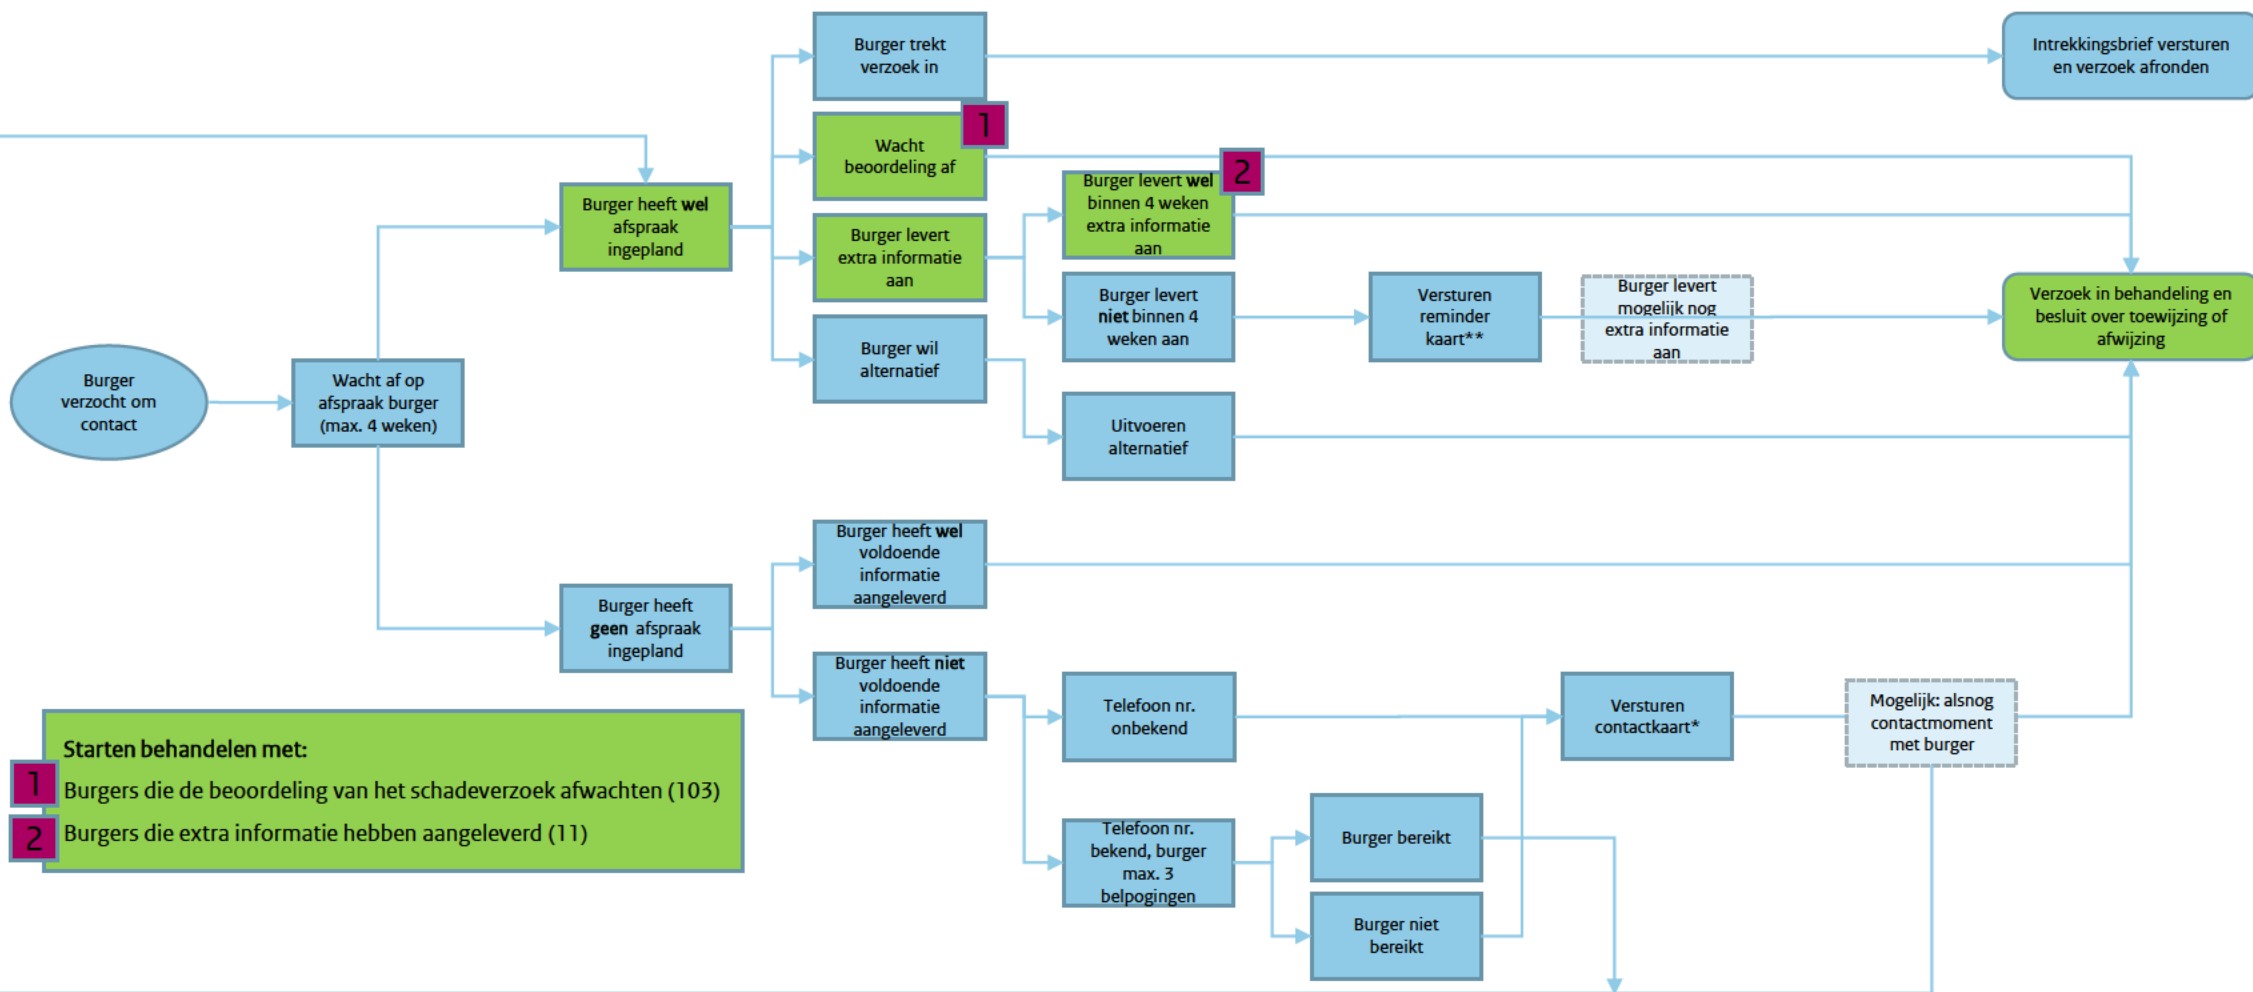 Burger trekt
verzoek in
Intrekkingsbrief versturen
en verzoek afronden
1
Wacht
beoordeling af
2
Burger heeft wel
afspraak
ingepland
Burger levert wel
binnen 4 weken
extra informatie
aan
Burger levert
extra informatie
aan
Burger levert
niet binnen 4
weken aan
Versturen
reminder
kaart**
Burger levert
mogelijk nog
extra informatie
aan
Verzoek in behandeling en
besluit over toewijzing of
afwijzing
Burger wil
alternatief
Burger
verzocht om
contact
Wacht af op
afspraak burger
(max. 4 weken)
Uitvoeren
alternatief
Burger heeft wel
voldoende
informatie
aangeleverd
Burger heeft
geen afspraak
ingepland
Burger heeft niet
voldoende
informatie
aangeleverd
Telefoon nr.
onbekend
Versturen
contactkaart*
Mogelijk: alsnog
contactmoment
met burger
Telefoon nr.
bekend, burger
max. 3
belpogingen
Burger bereikt
Burger niet
bereikt
Starten behandelen met:
1 Burgers die de beoordeling van het schadeverzoek afwachten (103)
2 Burgers die extra informatie hebben aangeleverd (11)